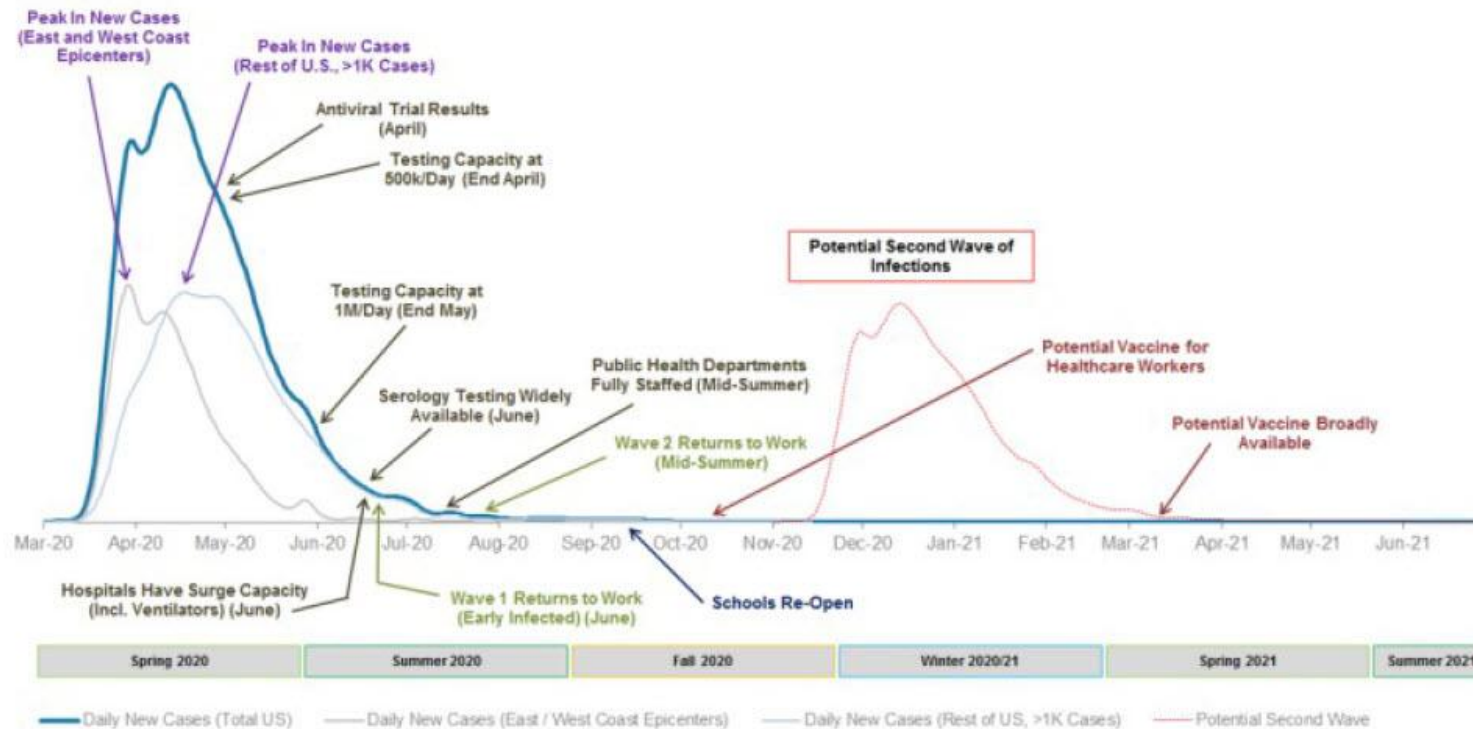 Peak In New Cases
(East and West Coast
Epicenters)
Peak In New Cases
(Rest of U.S., >1K Cases)
Antiviral Trial Results
(April)
Testing Capacity at
500k/Day (End April)
Potential Second Wave of
Infections
Testing Capacity at
1M/Day (End May)
Public Health Departments
Fully Staffed (Mid-Summer)
Potential Vaccine for
Healthcare Workers
Serology Testing Widely
Available (June)
Wave 2 Returns to Work
(Mid-Summer)
Potential Vaccine Broadly
Available
Mar-20 Apr-20 May-20 Jun-20 Jul-20 Aug-20 Sep-20 Oct-20 Nov-20 Dec-20 Jan-21 Feb-21 Mar-21 Apr-21 May-21 Jun-21
Hospitals Have Surge Capacity
(Incl. Ventilators) (June)
Wave 1 Returns to Work
(Early Infected) (June)
Schools Re-Open
Spring 2020 Summer 2020 Fall 2020 Winter 2020/21 Spring 2021 Summer 2021
Daily New Cases (Total US) Daily New Cases (East / West Coast Epicenters) Daily New Cases (Rest of US, >1K Cases) Potential Second Wave